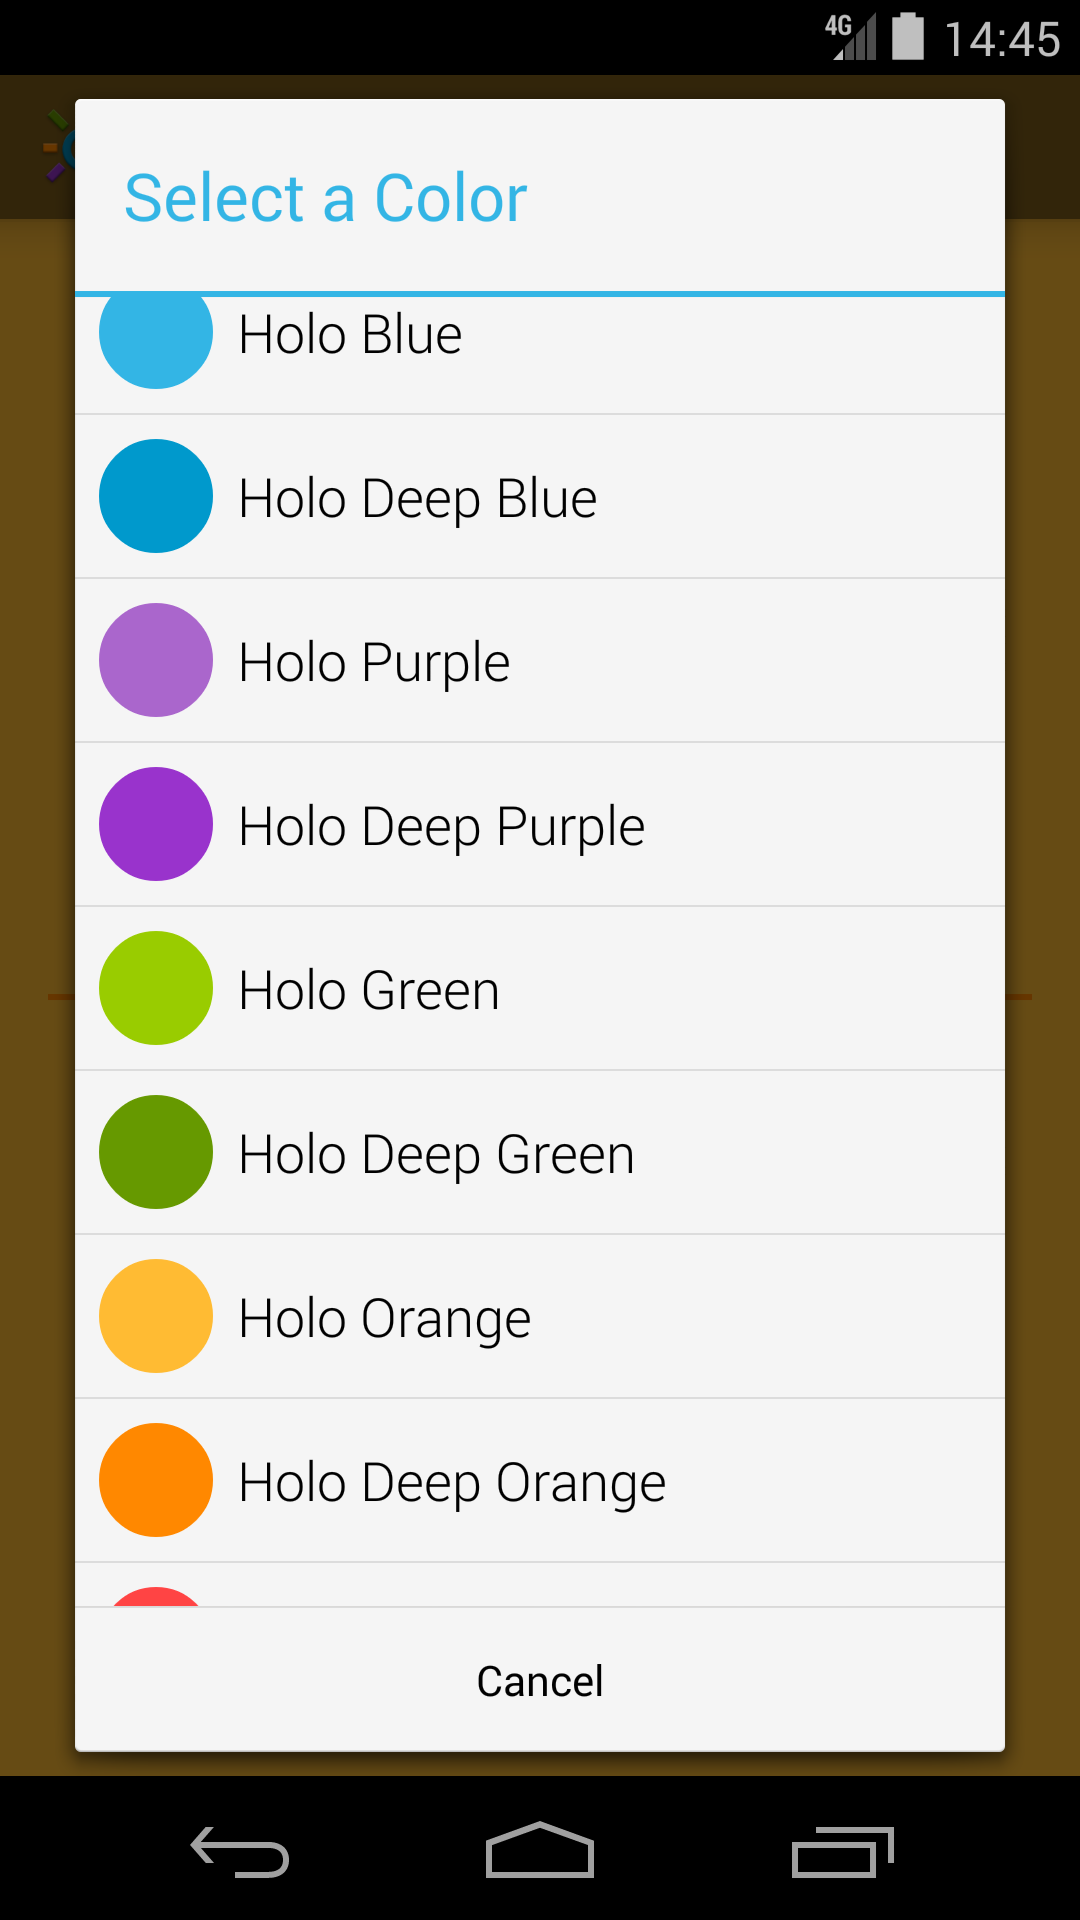 4G 14:45
Select a Color
Holo Blue
Holo Deep Blue
Holo Purple
Holo Deep Purple
Holo Green
Holo Deep Green
Holo Orange
Holo Deep Orange
Cancel